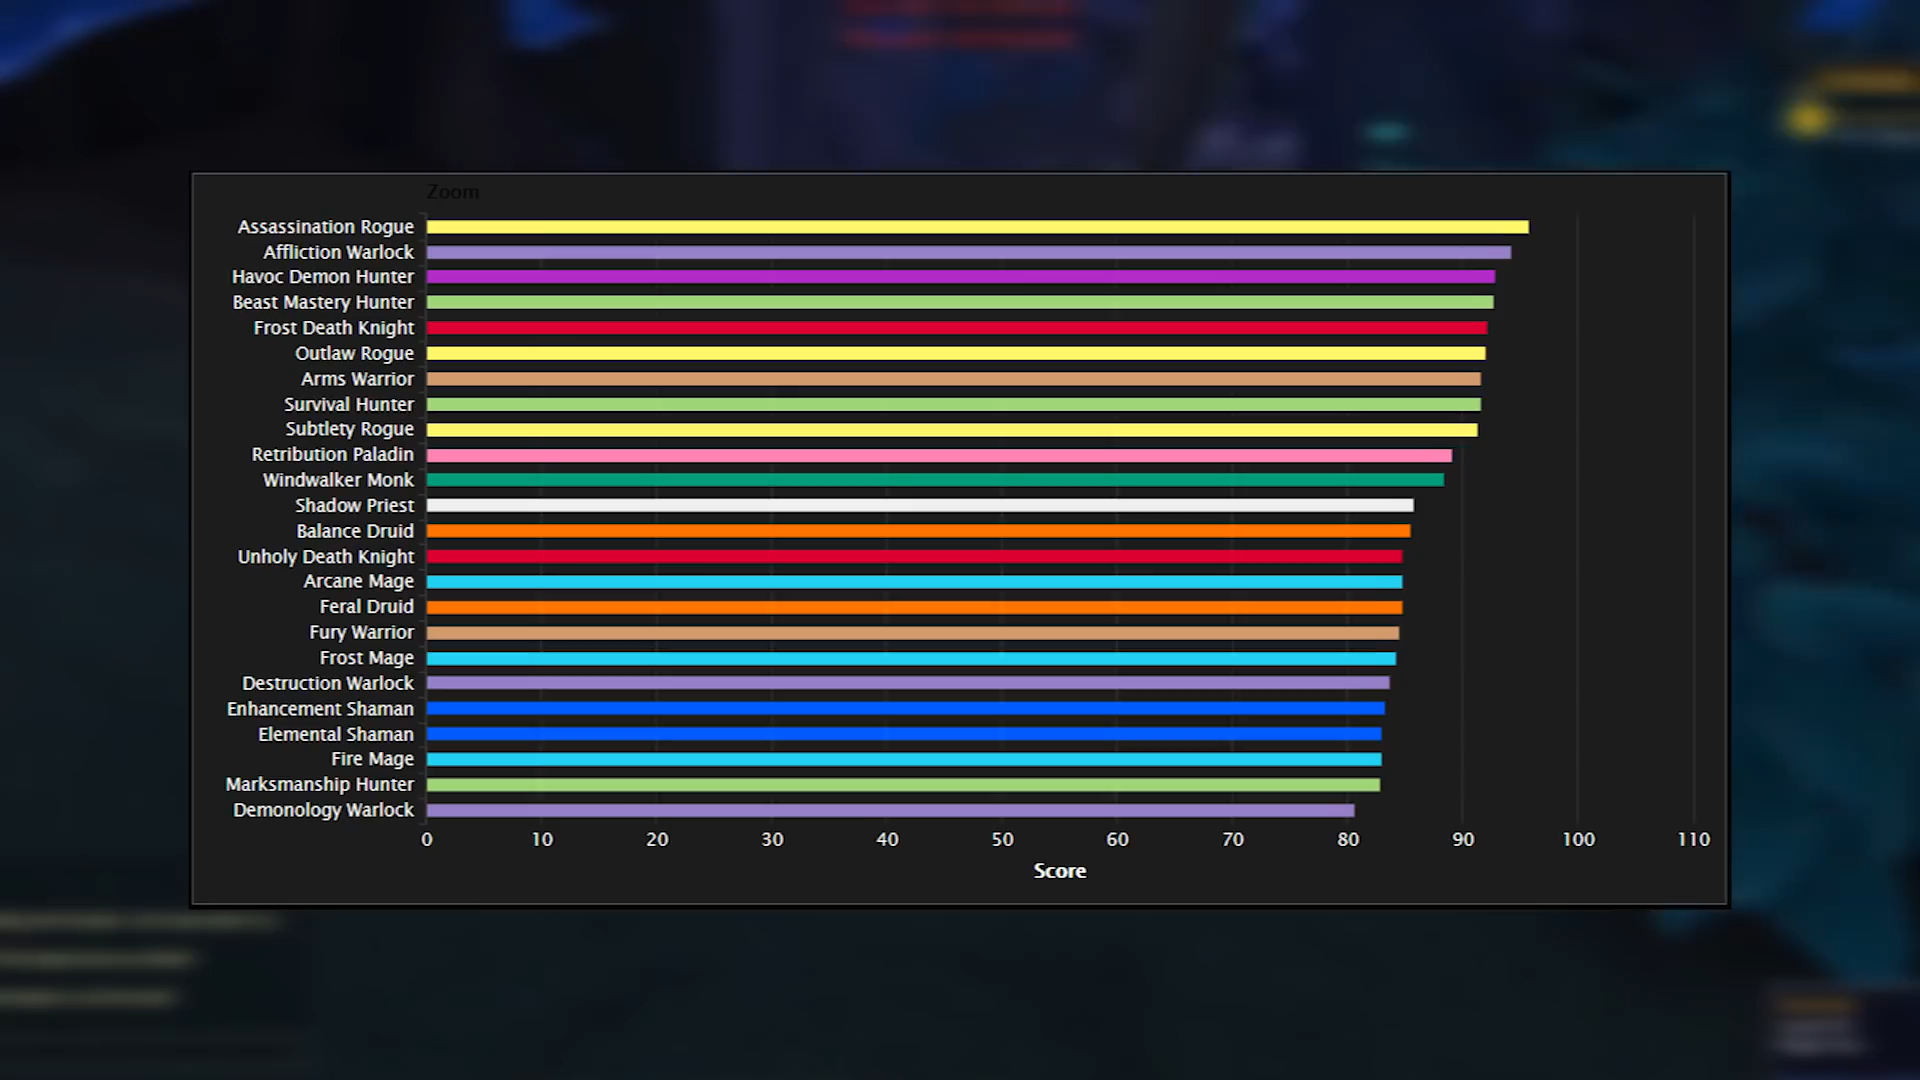 Zoom
Assassination Rogue
Affliction Warlock
Havoc Demon Hunter
Beast Mastery Hunter
Frost Death Knight
Outlaw Rogue
Arms Warrior
Survival Hunter
Subtlety Rogue
Retribution Paladin
Windwalker Monk
Shadow Priest
Balance Druid
Unholy Death Knight
Arcane Mage
Feral Druid
Fury Warrior
Frost Mage
Destruction Warlock
Enhancement Shaman
Elemental Shaman
Fire Mage
Marksmanship Hunter
Demonology Warlock
0 10 20 30 40 50 60 70 80 90 100 110
Score